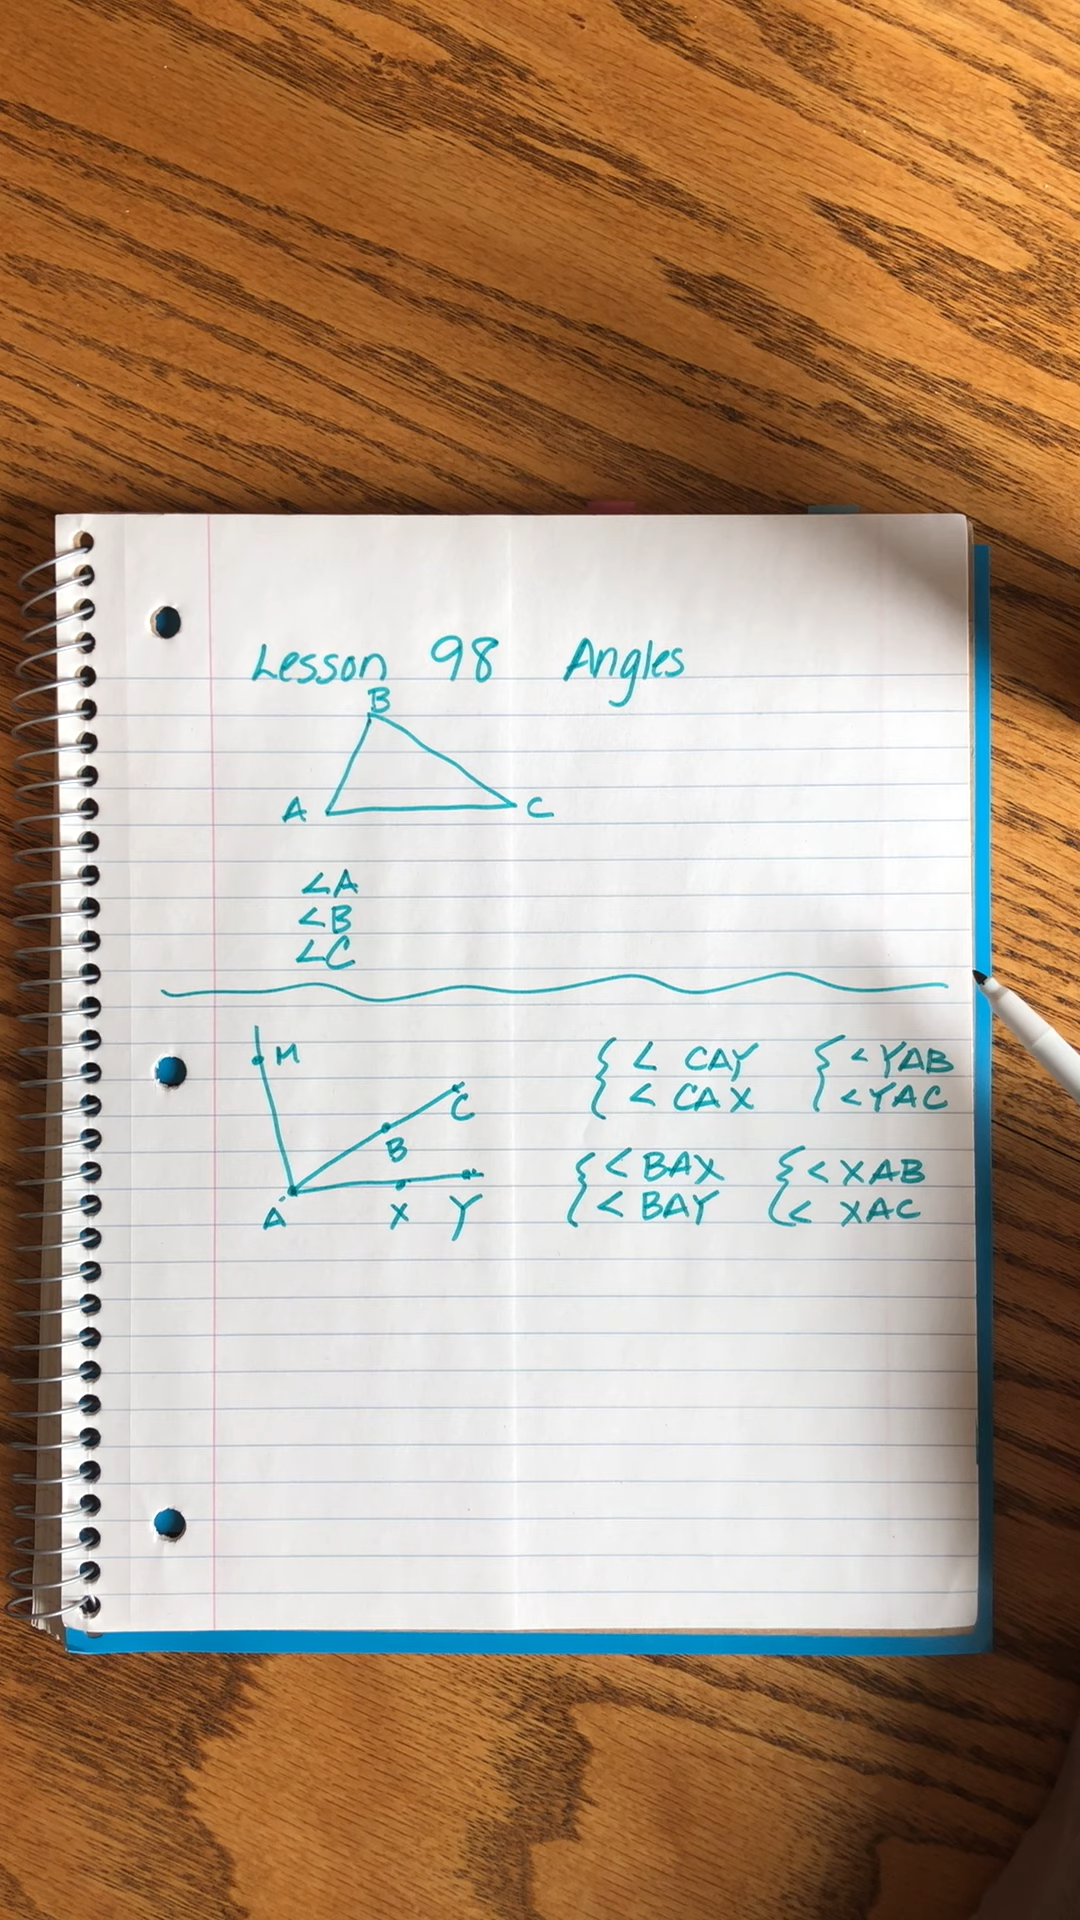 Lesson 98 Angles
B
A C
<A
<B
<C
M
C
B
A X Y
{ < CAY { < YAB
< CAX < YAC
{ < BAX { < XAB
< BAY < XAC